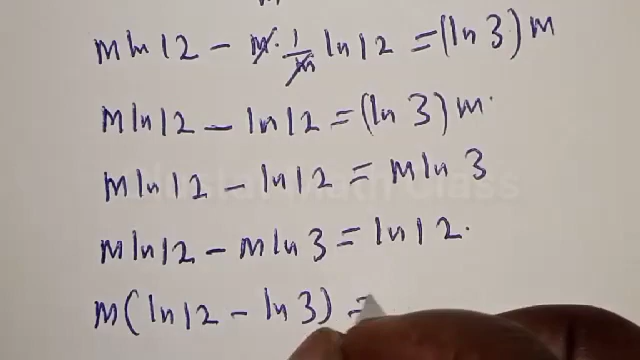 m ln 12 - m · 1/m ln 12 = (ln 3) m
m ln 12 - ln 12 = (ln 3) m.
m ln 12 - ln 12 = m ln 3
m ln 12 - m ln 3 = ln 12.
m (ln 12 - ln 3) =